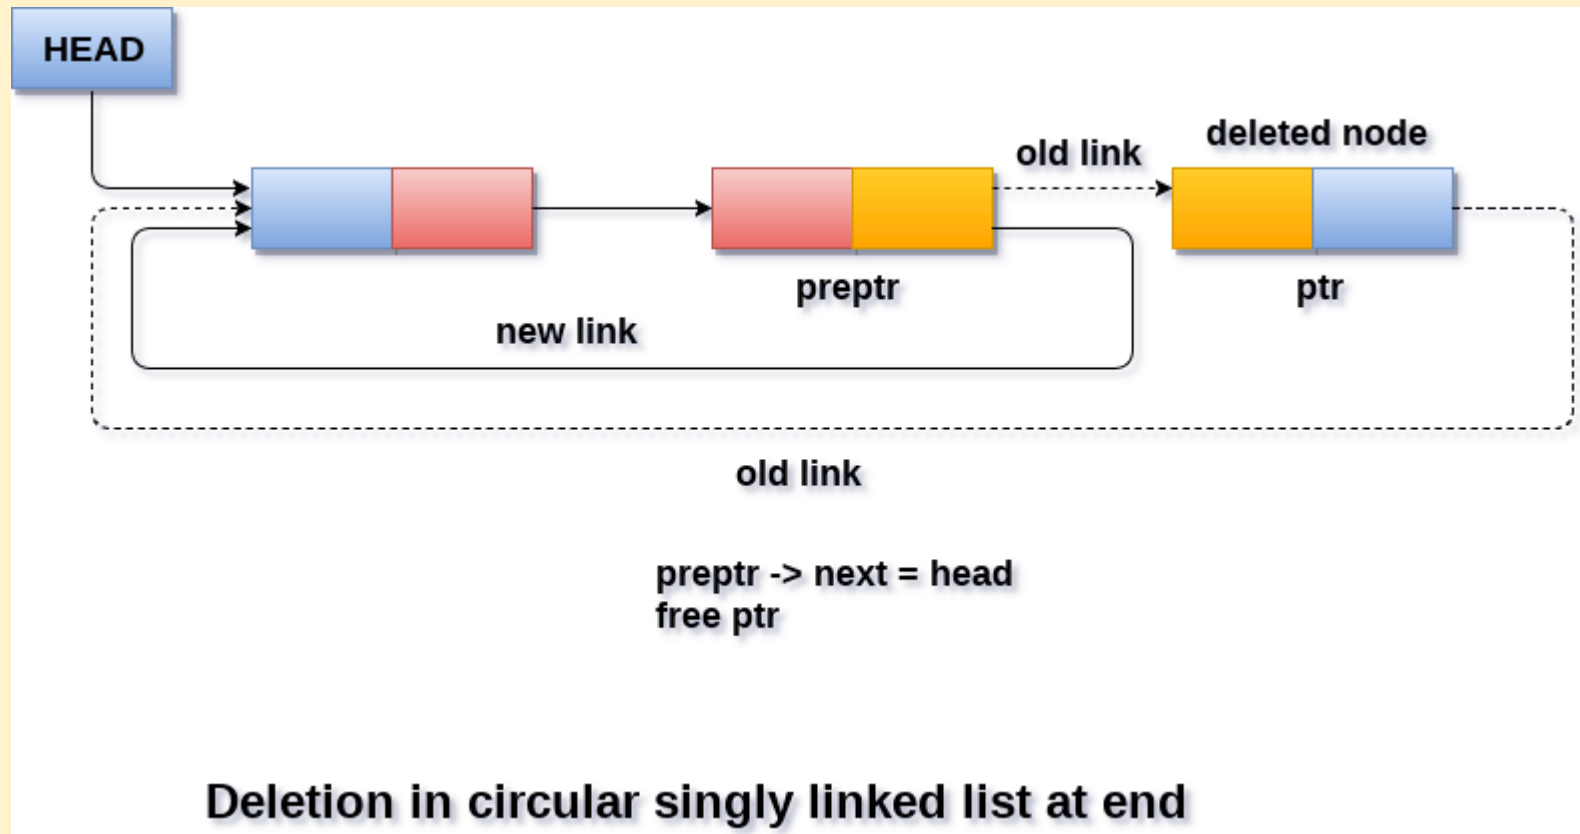 HEAD
deleted node
old link
preptr
ptr
new link
old link
preptr -> next = head
free ptr
Deletion in circular singly linked list at end